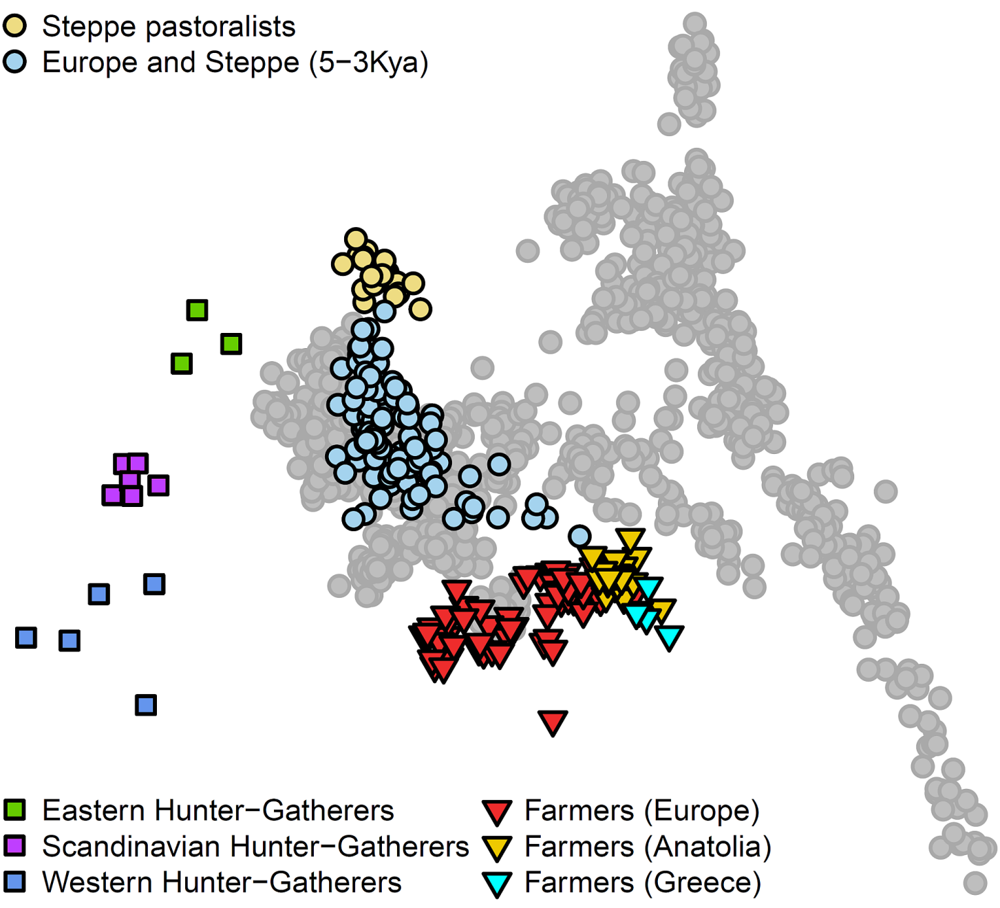 Steppe pastoralists
Europe and Steppe (5−3Kya)
Eastern Hunter−Gatherers
Scandinavian Hunter−Gatherers
Western Hunter−Gatherers
Farmers (Europe)
Farmers (Anatolia)
Farmers (Greece)